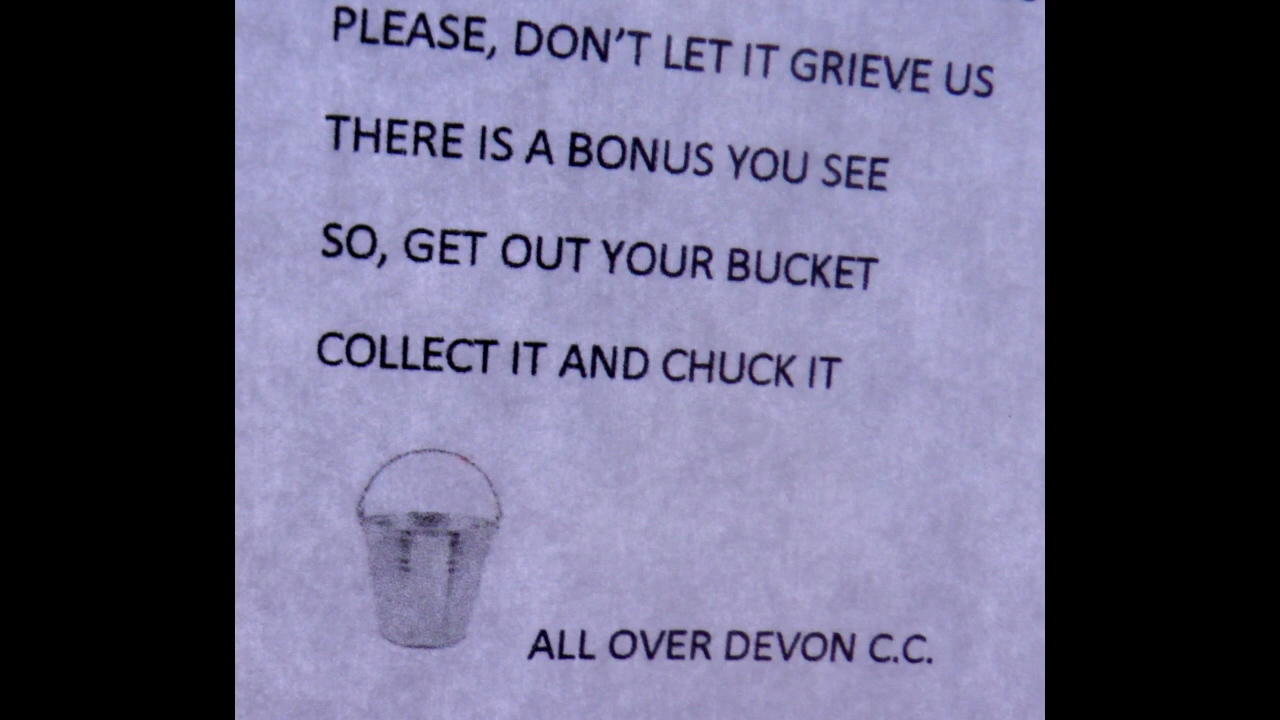 PLEASE, DON'T LET IT GRIEVE US
THERE IS A BONUS YOU SEE
SO, GET OUT YOUR BUCKET
COLLECT IT AND CHUCK IT
ALL OVER DEVON C.C.